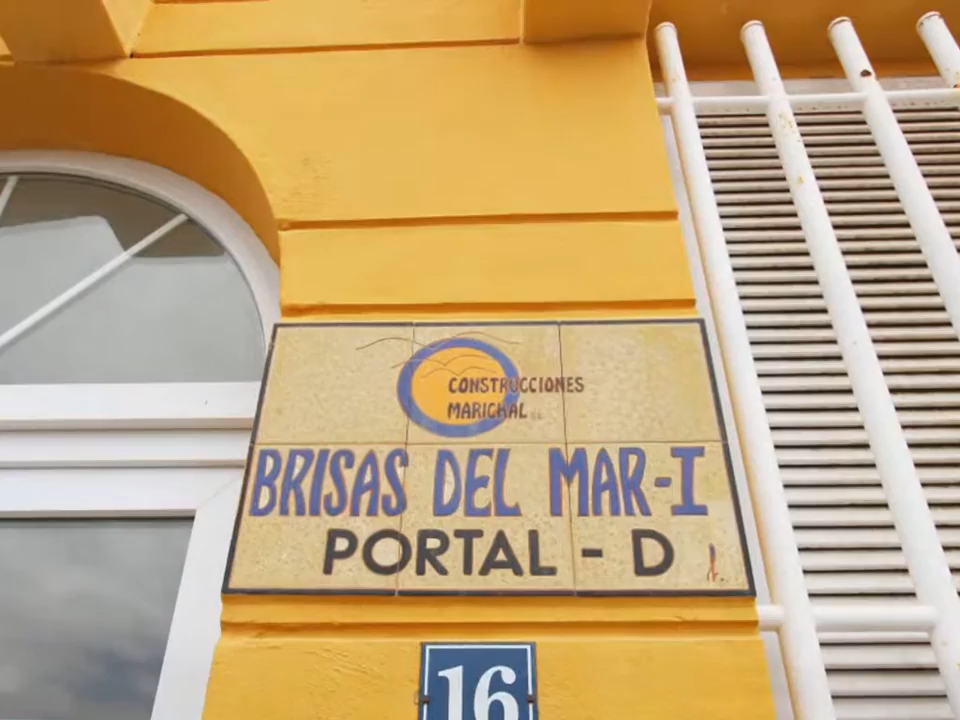 CONSTRUCCIONES
MARICHAL S.L.
BRISAS DEL MAR-I
PORTAL - D
16